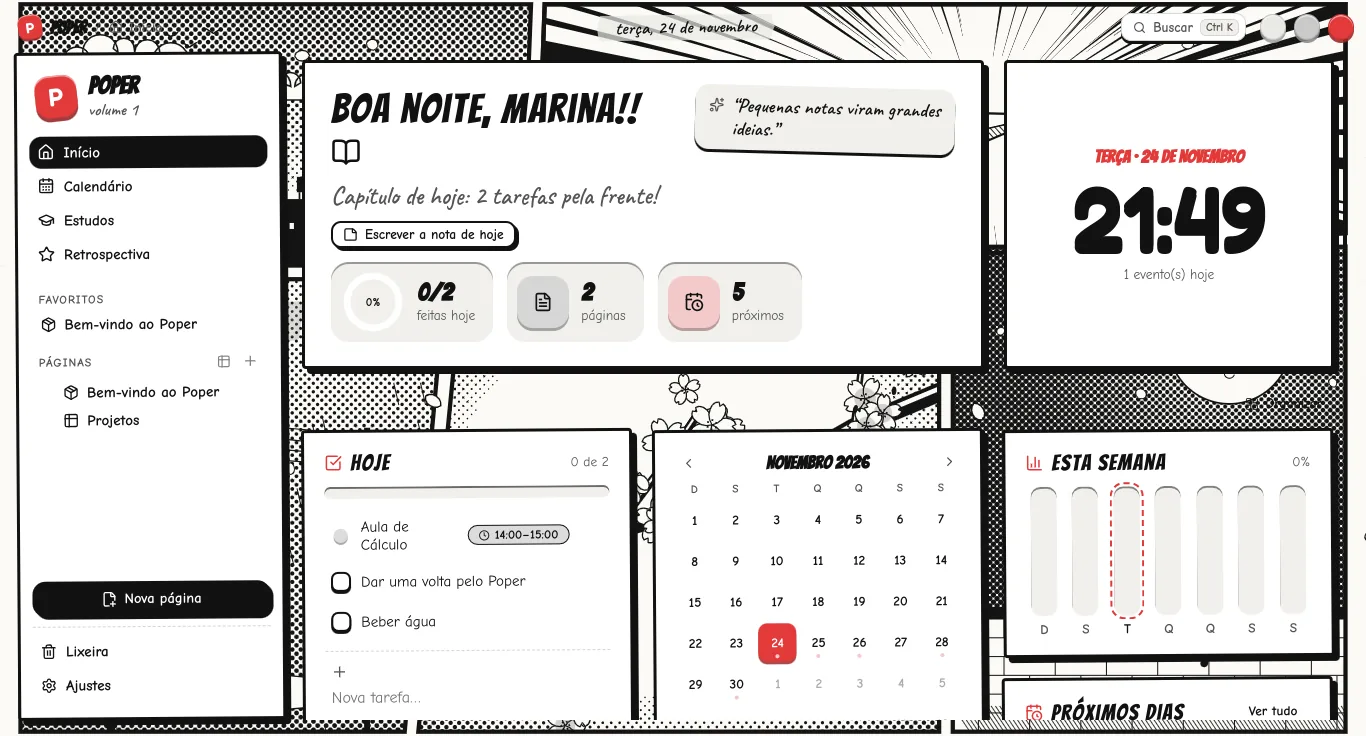 P POPER
terça, 24 de novembro
Buscar Ctrl K
P POPER
volume 1
Início
Calendário
Estudos
Retrospectiva
FAVORITOS
Bem-vindo ao Poper
PÁGINAS
Bem-vindo ao Poper
Projetos
Nova página
Lixeira
Ajustes
BOA NOITE, MARINA!!
“Pequenas notas viram grandes
ideias.”
Capítulo de hoje: 2 tarefas pela frente!
Escrever a nota de hoje
0% 0/2 feitas hoje
2 páginas
5 próximos
TERÇA • 24 DE NOVEMBRO
21:49
1 evento(s) hoje
HOJE 0 de 2
Aula de
Cálculo
14:00–15:00
Dar uma volta pelo Poper
Beber água
Nova tarefa...
NOVEMBRO 2026
D S T Q Q S S
1 2 3 4 5 6 7
8 9 10 11 12 13 14
15 16 17 18 19 20 21
22 23 24 25 26 27 28
29 30 1 2 3 4 5
ESTA SEMANA 0%
D S T Q Q S S
PRÓXIMOS DIAS Ver tudo